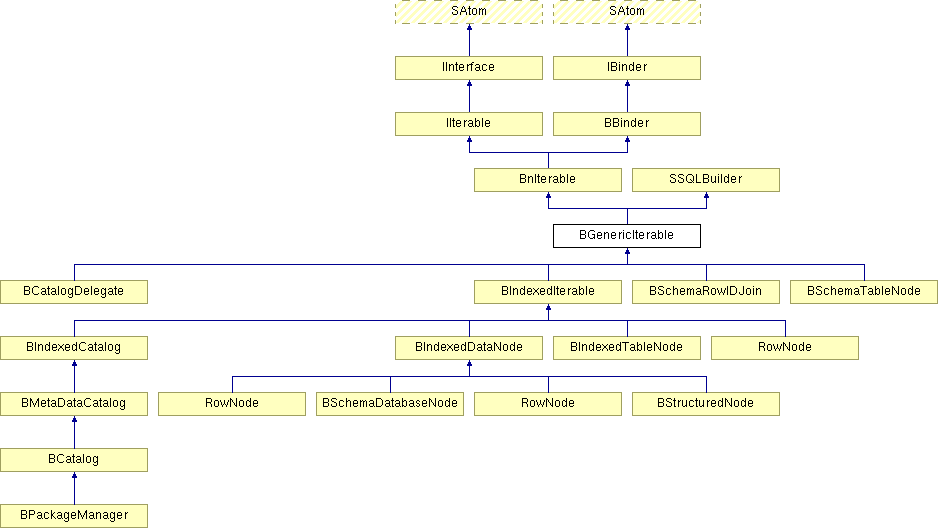 SAtom
SAtom
IInterface
IBinder
IIterable
BBinder
BnIterable
SSQLBuilder
BGenericIterable
BCatalogDelegate
BIndexedIterable
BSchemaRowIDJoin
BSchemaTableNode
BIndexedCatalog
BIndexedDataNode
BIndexedTableNode
RowNode
BMetaDataCatalog
RowNode
BSchemaDatabaseNode
RowNode
BStructuredNode
BCatalog
BPackageManager